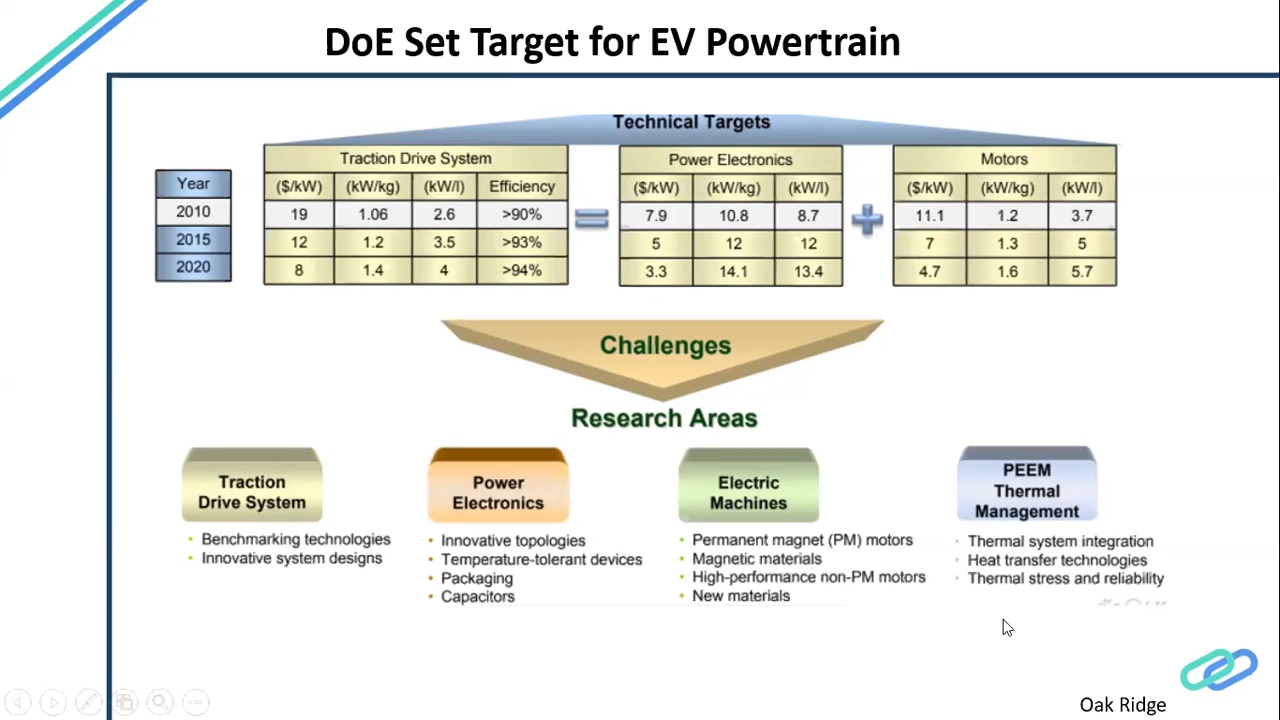 DoE Set Target for EV Powertrain
Technical Targets
Traction Drive System Power Electronics Motors
Year ($/kW) (kW/kg) (kW/l) Efficiency ($/kW) (kW/kg) (kW/l) ($/kW) (kW/kg) (kW/l)
2010 19 1.06 2.6 >90% = 7.9 10.8 8.7 + 11.1 1.2 3.7
2015 12 1.2 3.5 >93% 5 12 12 7 1.3 5
2020 8 1.4 4 >94% 3.3 14.1 13.4 4.7 1.6 5.7
Challenges
Research Areas
Traction
Drive System
• Benchmarking technologies
• Innovative system designs
Power
Electronics
• Innovative topologies
• Temperature-tolerant devices
• Packaging
• Capacitors
Electric
Machines
• Permanent magnet (PM) motors
• Magnetic materials
• High-performance non-PM motors
• New materials
PEEM
Thermal
Management
• Thermal system integration
• Heat transfer technologies
• Thermal stress and reliability
Oak Ridge